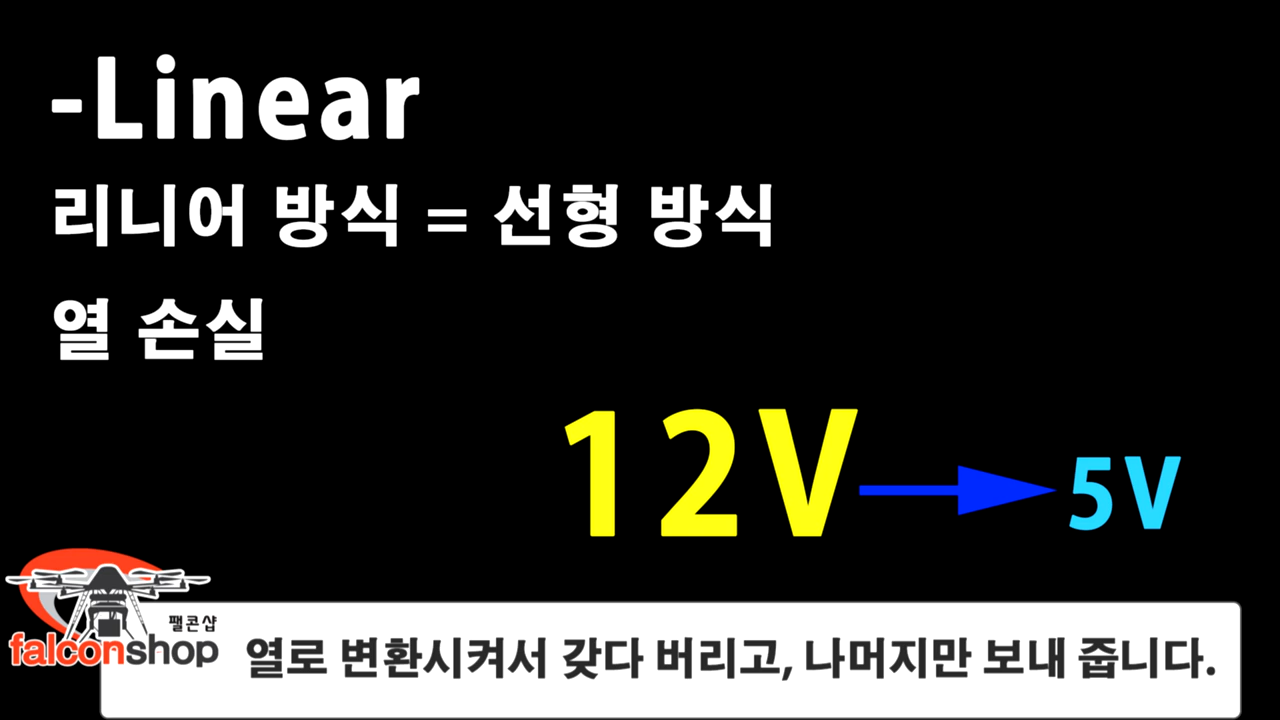 -Linear
리니어 방식 = 선형 방식
열 손실
12V
5V
팰콘샵
falconshop
열로 변환시켜서 갖다 버리고, 나머지만 보내 줍니다.